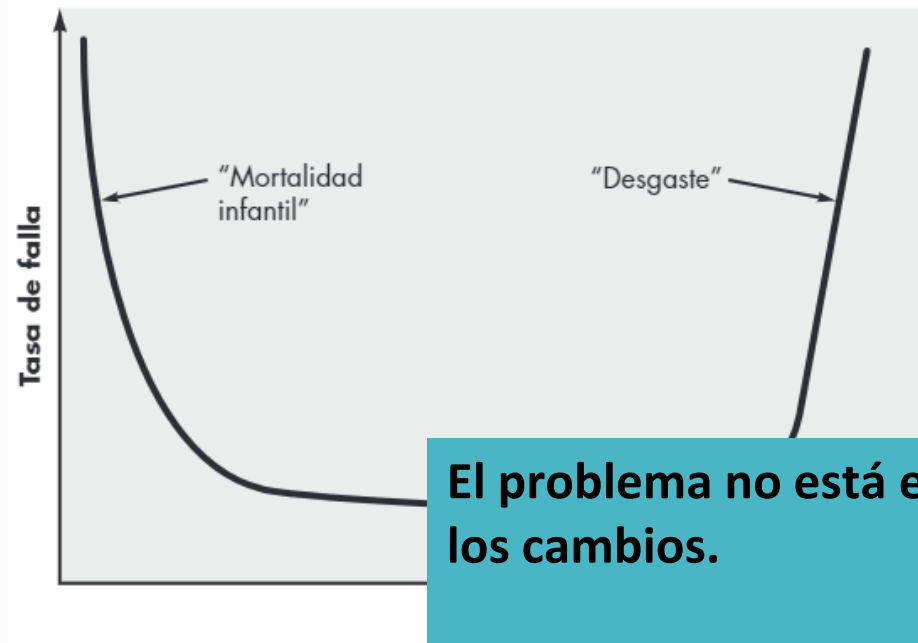 "Mortalidad
infantil"
"Desgaste"
Tasa de falla
El problema no está e
los cambios.